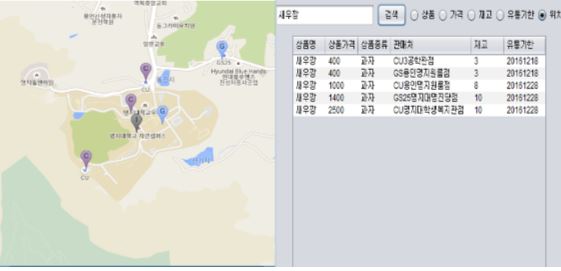 새우깡
검색
상품
가격
재고
유통기한
위치
상품명 상품가격 상품종류 판매처 재고 유통기한
새우깡 400 과자 CU3공학관점 3 20161218
새우깡 400 과자 GS용인명지원룸점 3 20161218
새우깡 1000 과자 CU용인명지원룸점 8 20161228
새우깡 1400 과자 GS25명지대명진당점 10 20161228
새우깡 2500 과자 CU명지대학생복지관점 10 20161228
G
GS25
Hyundai Blue Hands
C
CU
C
C
CU
G
명지대학교 자연캠퍼스